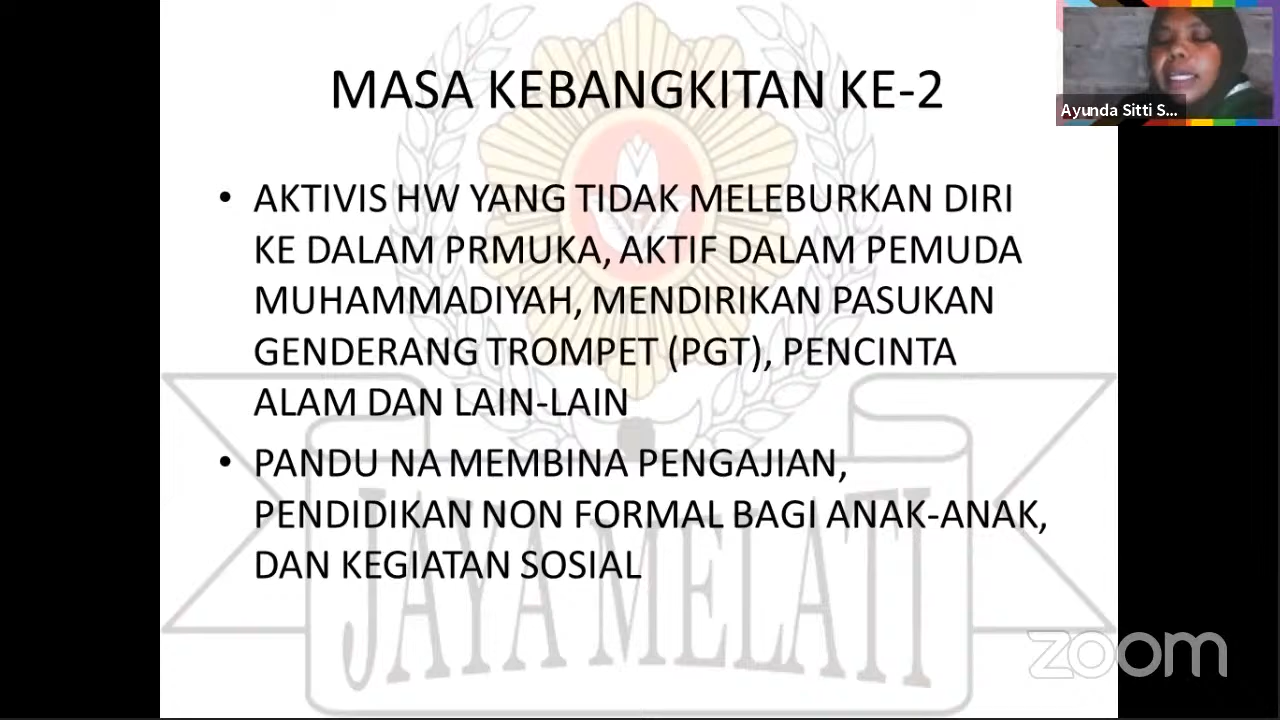 MASA KEBANGKITAN KE-2
Ayunda Sitti S...
• AKTIVIS HW YANG TIDAK MELEBURKAN DIRI
KE DALAM PRMUKA, AKTIF DALAM PEMUDA
MUHAMMADIYAH, MENDIRIKAN PASUKAN
GENDERANG TROMPET (PGT), PENCINTA
ALAM DAN LAIN-LAIN
• PANDU NA MEMBINA PENGAJIAN,
PENDIDIKAN NON FORMAL BAGI ANAK-ANAK,
DAN KEGIATAN SOSIAL
JAYA MELATI
zoom